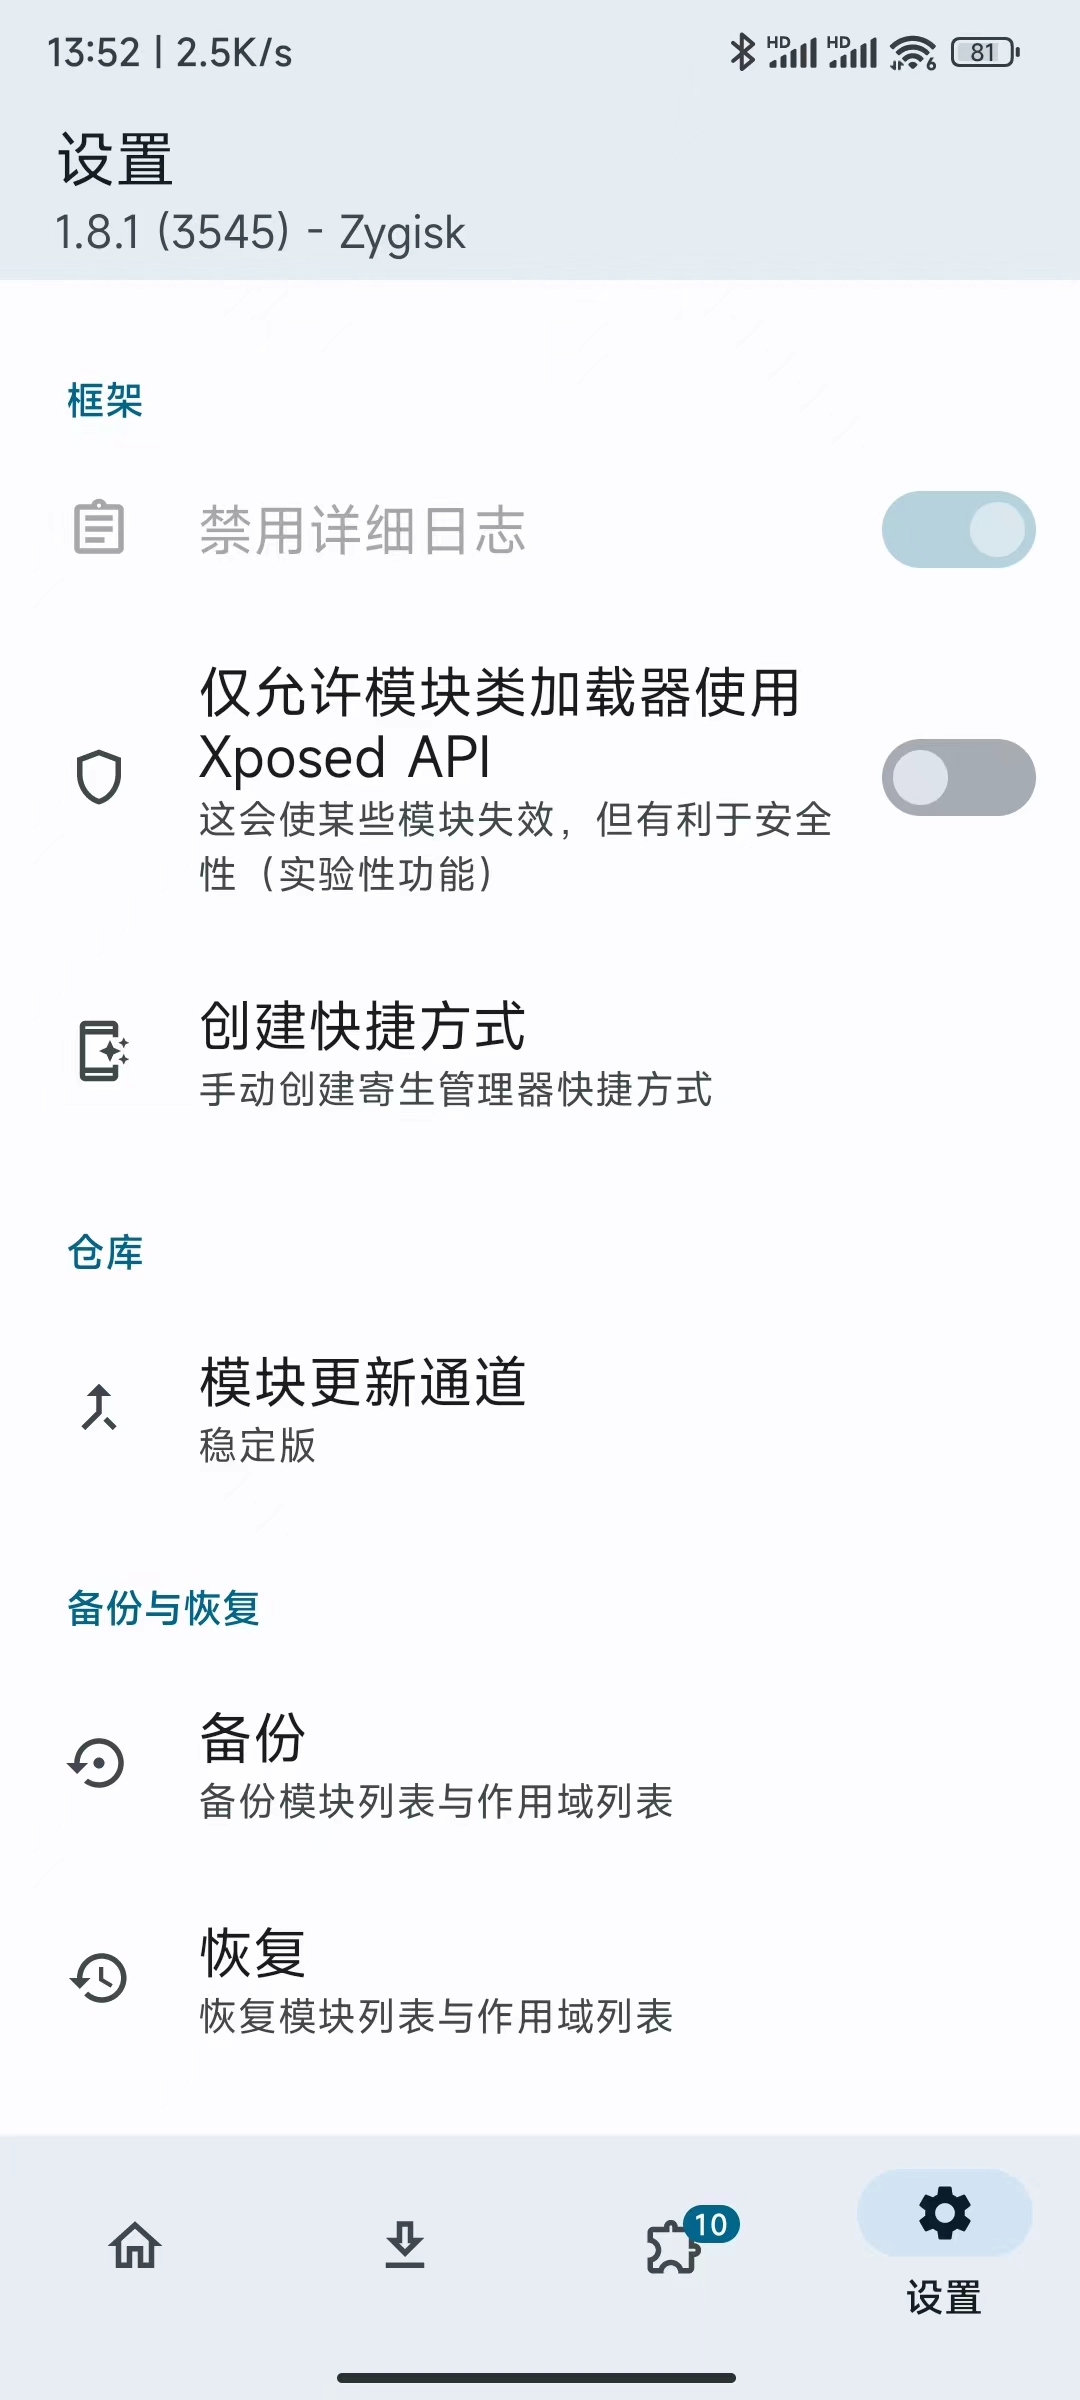 13:52 | 2.5K/s
HD HD 6 81
设置
1.8.1 (3545) - Zygisk
框架
禁用详细日志
仅允许模块类加载器使用
Xposed API
这会使某些模块失效，但有利于安全
性（实验性功能）
创建快捷方式
手动创建寄生管理器快捷方式
仓库
模块更新通道
稳定版
备份与恢复
备份
备份模块列表与作用域列表
恢复
恢复模块列表与作用域列表
10
设置